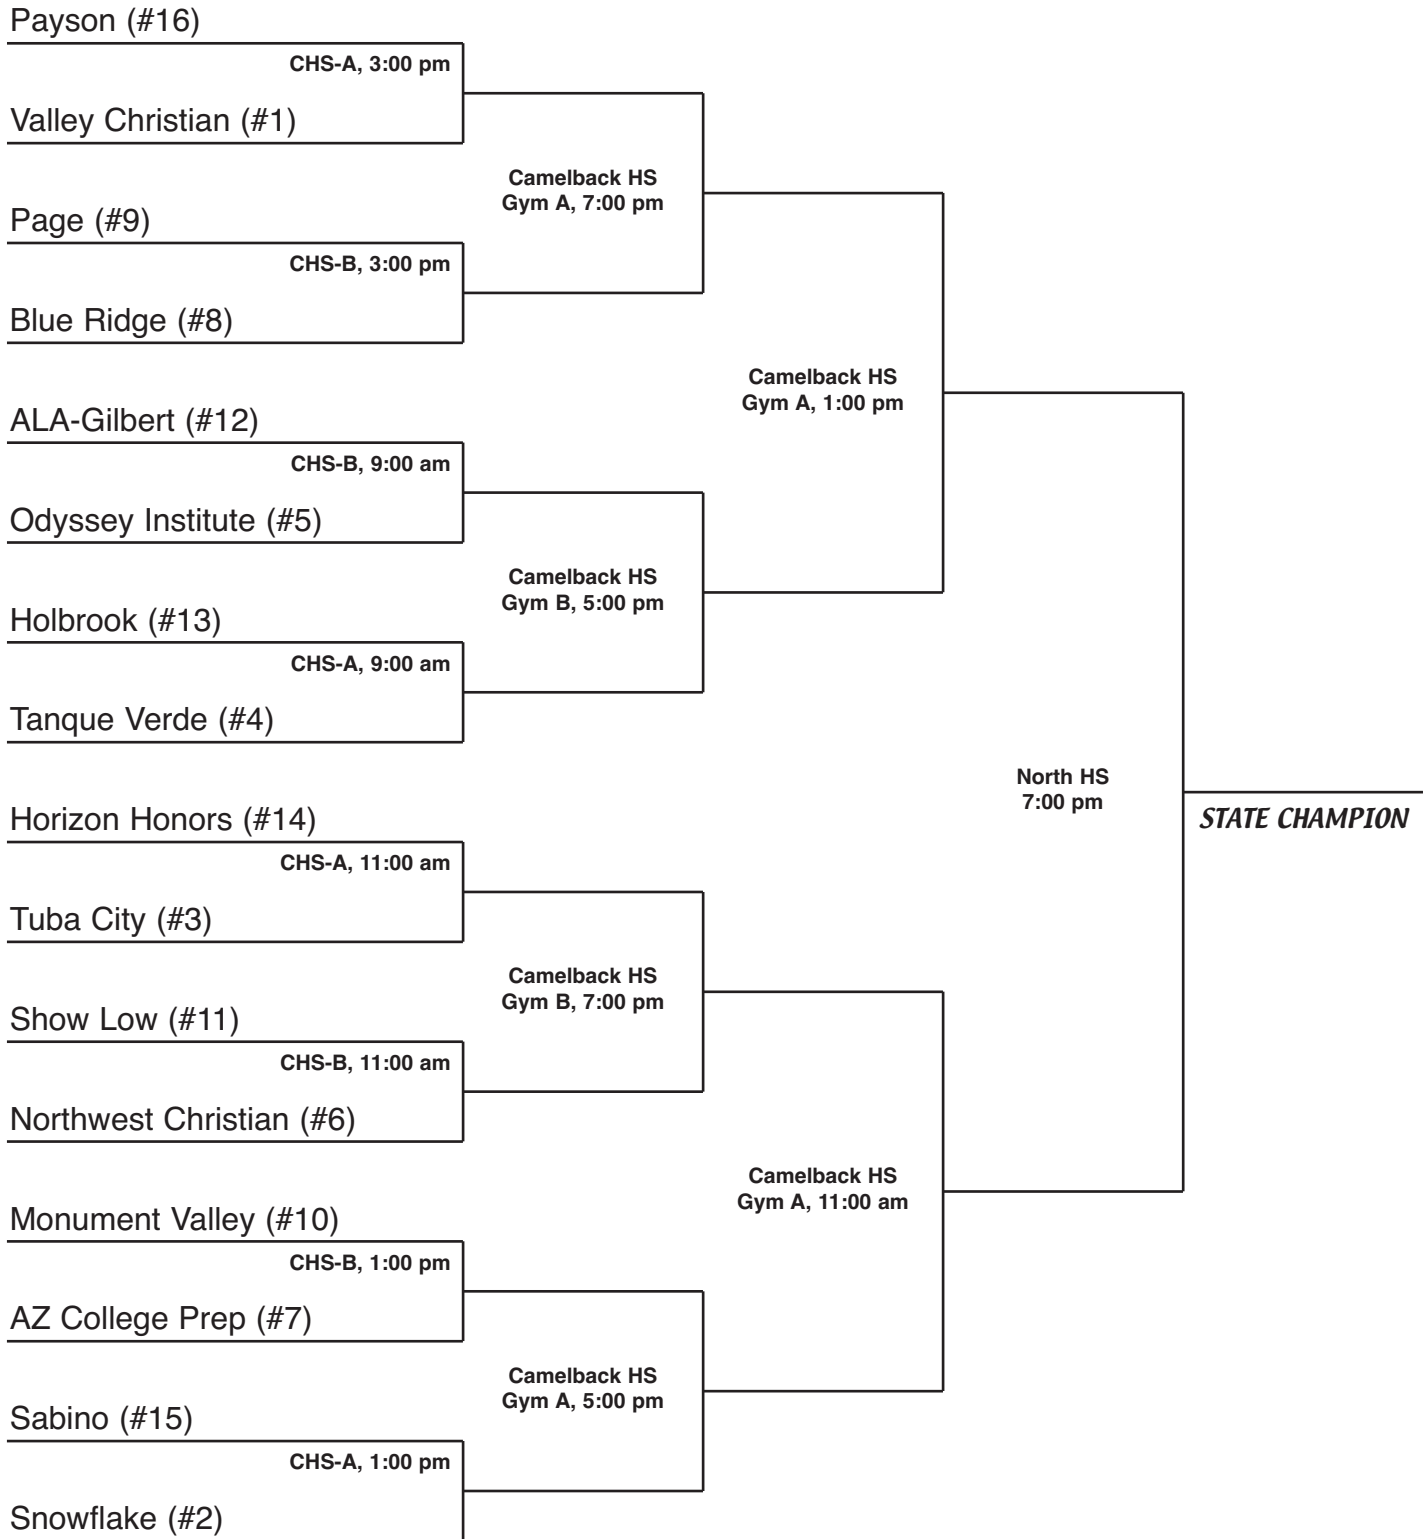 Payson (#16)
CHS-A, 3:00 pm
Valley Christian (#1)
Camelback HS
Gym A, 7:00 pm
Page (#9)
CHS-B, 3:00 pm
Blue Ridge (#8)
Camelback HS
Gym A, 1:00 pm
ALA-Gilbert (#12)
CHS-B, 9:00 am
Odyssey Institute (#5)
Camelback HS
Gym B, 5:00 pm
Holbrook (#13)
CHS-A, 9:00 am
Tanque Verde (#4)
North HS
7:00 pm
STATE CHAMPION
Horizon Honors (#14)
CHS-A, 11:00 am
Tuba City (#3)
Camelback HS
Gym B, 7:00 pm
Show Low (#11)
CHS-B, 11:00 am
Northwest Christian (#6)
Camelback HS
Gym A, 11:00 am
Monument Valley (#10)
CHS-B, 1:00 pm
AZ College Prep (#7)
Camelback HS
Gym A, 5:00 pm
Sabino (#15)
CHS-A, 1:00 pm
Snowflake (#2)